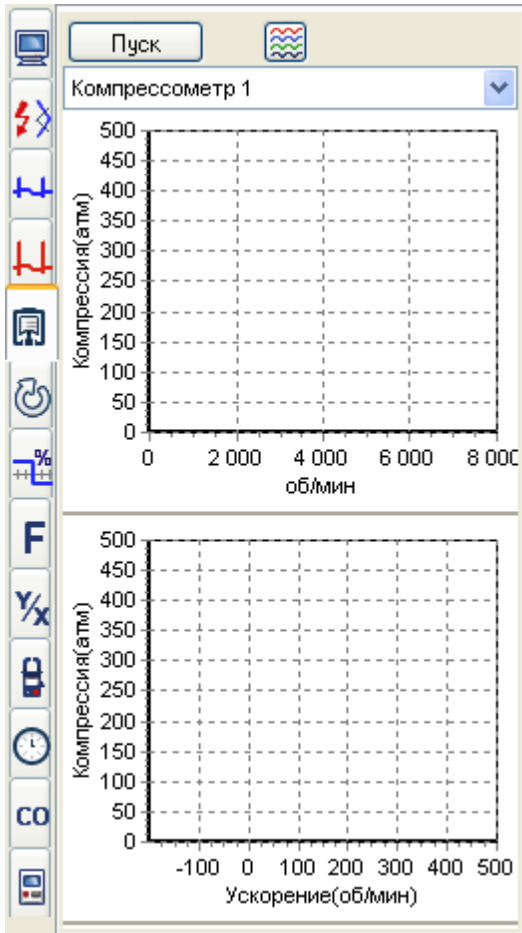 Пуск
Компрессометр 1
500
450
400
350
300
250
200
150
100
50
0
Компрессия(атм)
0 2 000 4 000 6 000 8 000
об/мин
500
450
400
350
300
250
200
150
100
50
0
Компрессия(атм)
-100 0 100 200 300 400 500
Ускорение(об/мин)
%
F
Y/X
CO